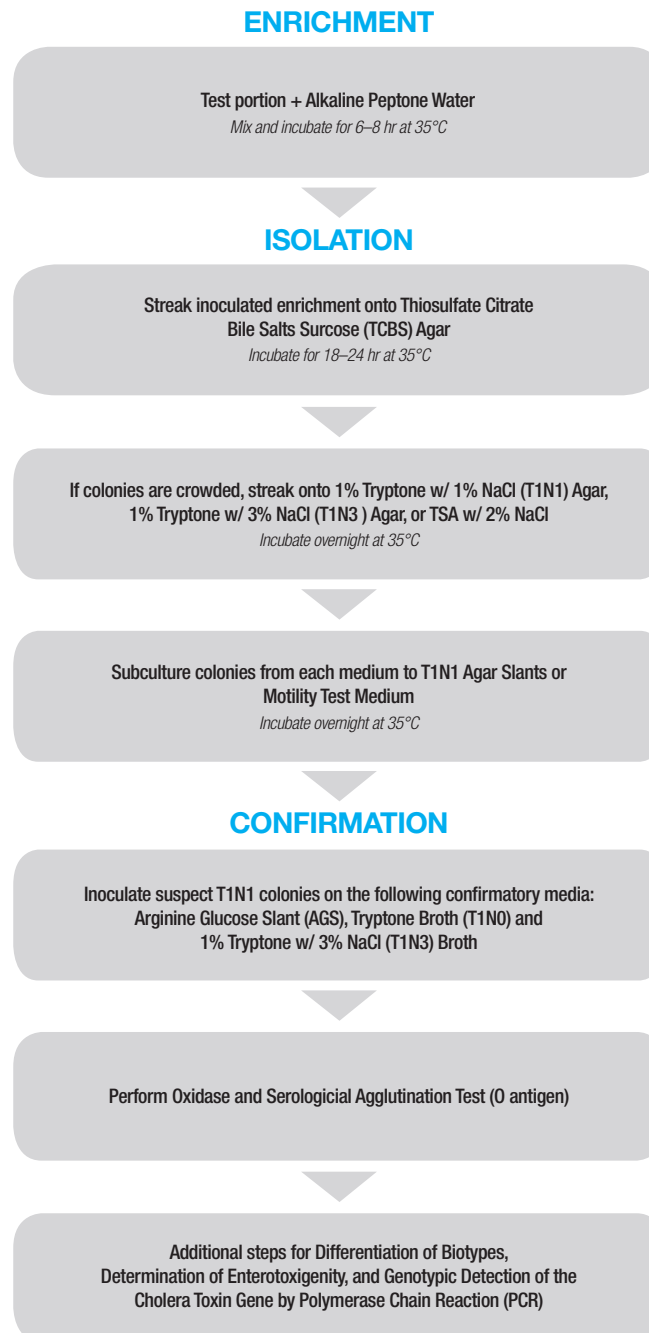 ENRICHMENT
Test portion + Alkaline Peptone Water
Mix and incubate for 6–8 hr at 35°C
ISOLATION
Streak inoculated enrichment onto Thiosulfate Citrate
Bile Salts Surcose (TCBS) Agar
Incubate for 18–24 hr at 35°C
If colonies are crowded, streak onto 1% Tryptone w/ 1% NaCl (T1N1) Agar,
1% Tryptone w/ 3% NaCl (T1N3 ) Agar, or TSA w/ 2% NaCl
Incubate overnight at 35°C
Subculture colonies from each medium to T1N1 Agar Slants or
Motility Test Medium
Incubate overnight at 35°C
CONFIRMATION
Inoculate suspect T1N1 colonies on the following confirmatory media:
Arginine Glucose Slant (AGS), Tryptone Broth (T1N0) and
1% Tryptone w/ 3% NaCl (T1N3) Broth
Perform Oxidase and Serologicial Agglutination Test (O antigen)
Additional steps for Differentiation of Biotypes,
Determination of Enterotoxigenity, and Genotypic Detection of the
Cholera Toxin Gene by Polymerase Chain Reaction (PCR)